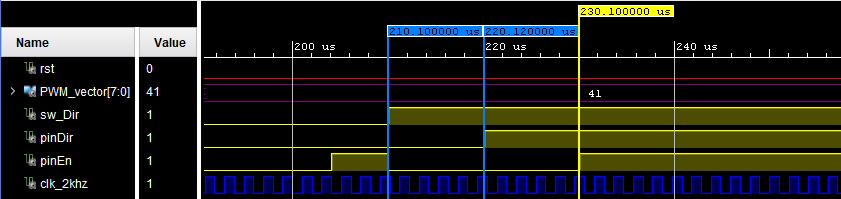 230.100000 us
210.100000 us 220.120000 us
Name Value
200 us 220 us 240 us
rst 0
PWM_vector[7:0] 41 41
sw_Dir 1
pinDir 1
pinEn 1
clk_2khz 1